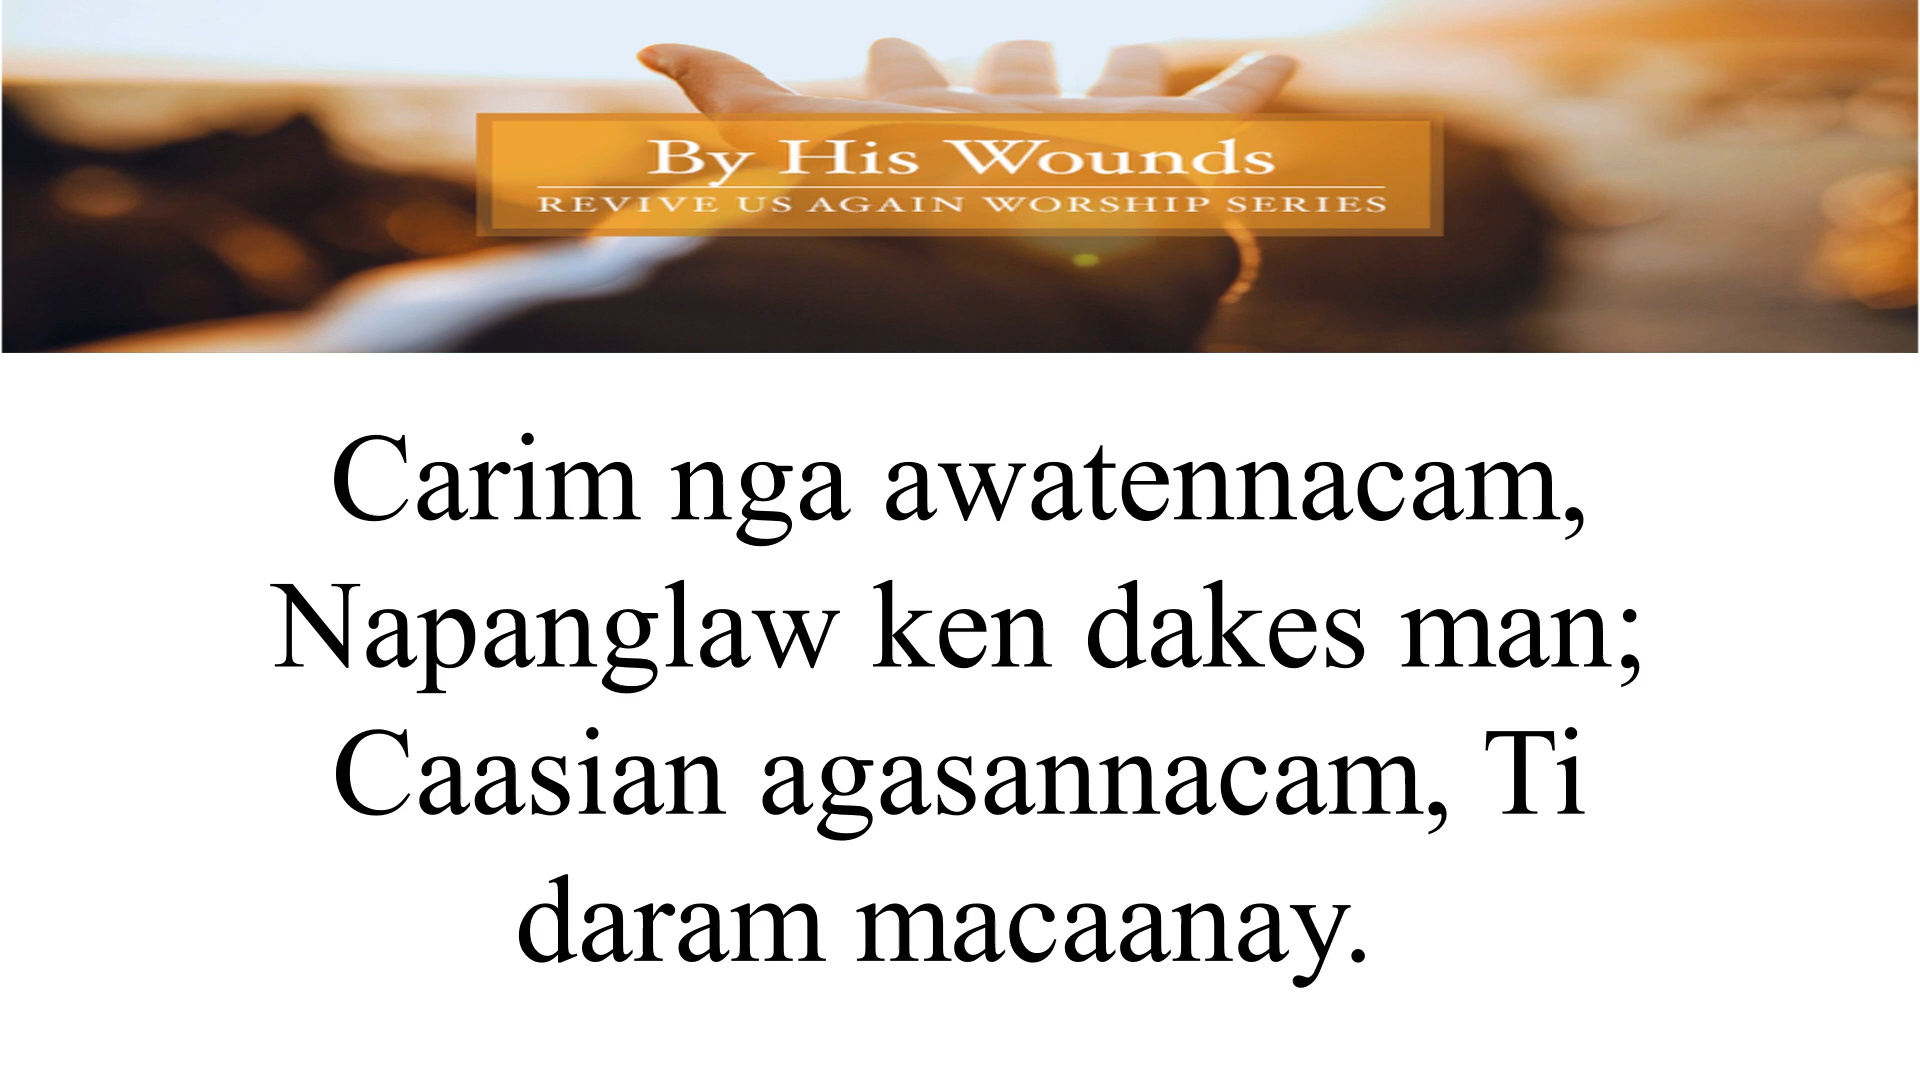 By His Wounds
REVIVE US AGAIN WORSHIP SERIES
Carim nga awatennacam,
Napanglaw ken dakes man;
Caasian agasannacam, Ti
daram macaanay.